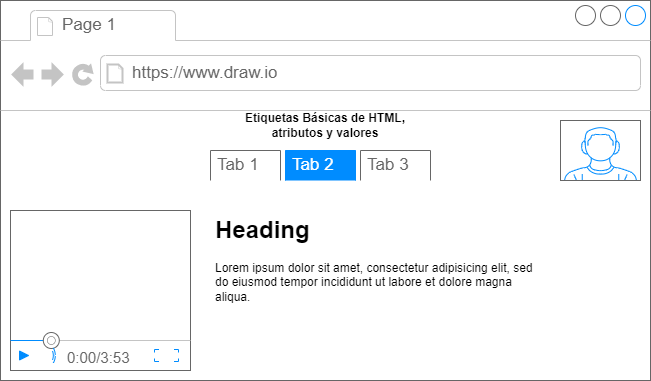 Page 1
https://www.draw.io
Etiquetas Básicas de HTML,
atributos y valores
Tab 1
Tab 2
Tab 3
Heading
Lorem ipsum dolor sit amet, consectetur adipisicing elit, sed
do eiusmod tempor incididunt ut labore et dolore magna
aliqua.
0:00/3:53